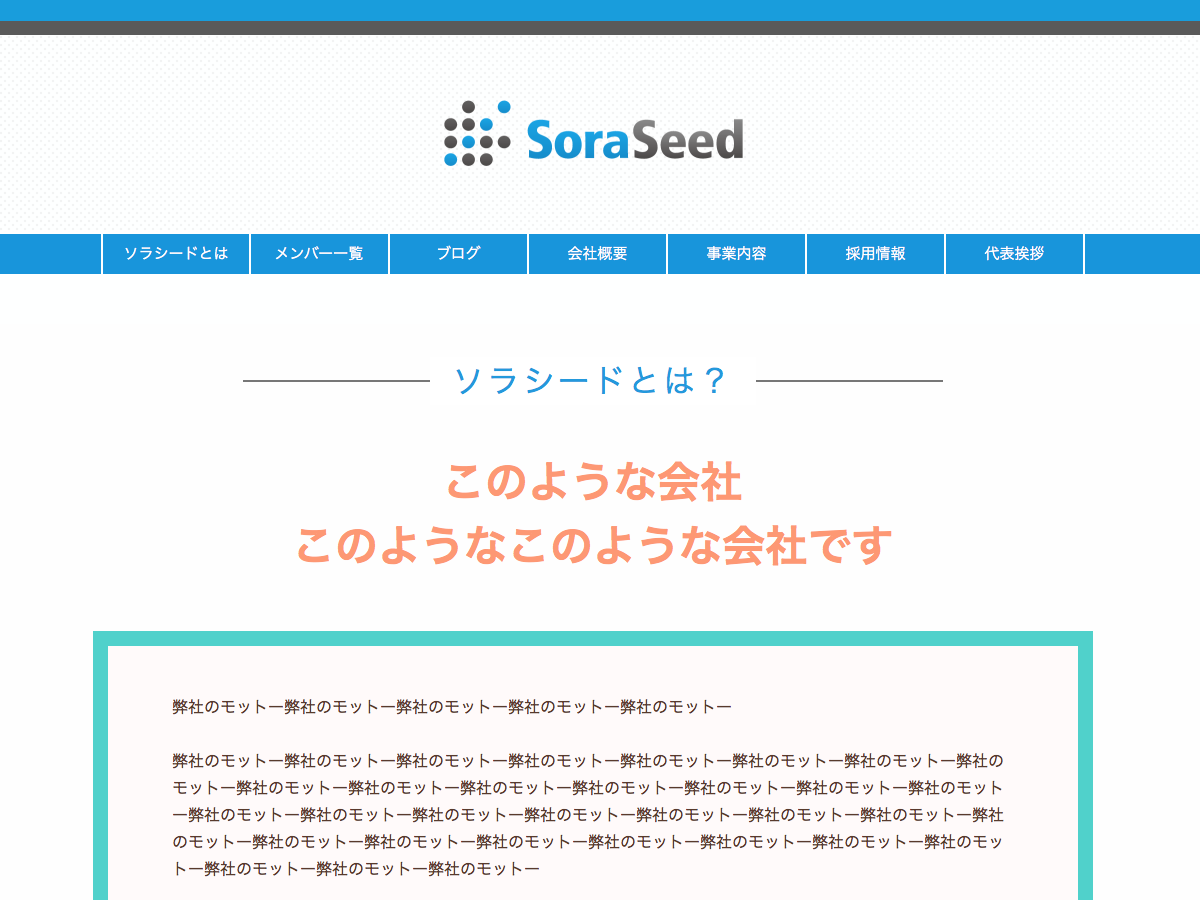 SoraSeed
ソラシードとは
メンバー一覧
ブログ
会社概要
事業内容
採用情報
代表挨拶
ソラシードとは？
このような会社
このようなこのような会社です
弊社のモットー弊社のモットー弊社のモットー弊社のモットー弊社のモットー
弊社のモットー弊社のモットー弊社のモットー弊社のモットー弊社のモットー弊社のモットー弊社のモットー弊社の
モットー弊社のモットー弊社のモットー弊社のモットー弊社のモットー弊社のモットー弊社のモットー弊社のモット
ー弊社のモットー弊社のモットー弊社のモットー弊社のモットー弊社のモットー弊社のモットー弊社のモットー弊社
のモットー弊社のモットー弊社のモットー弊社のモットー弊社のモットー弊社のモットー弊社のモットー弊社のモッ
トー弊社のモットー弊社のモットー弊社のモットー